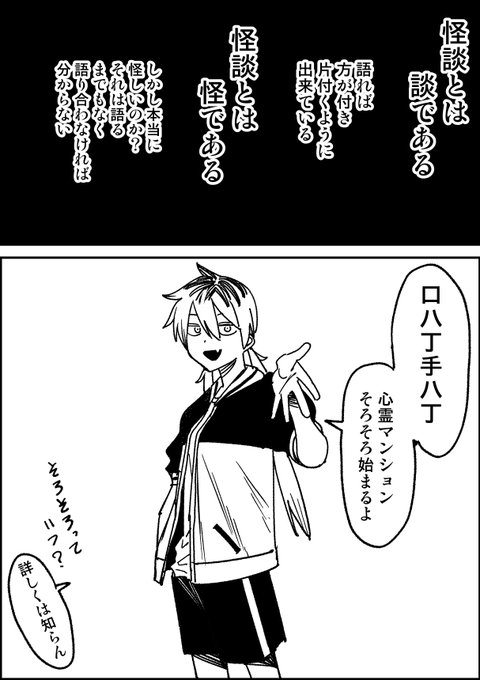 怪談とは
談である
語れば
方が付き
片付くように
出来ている
怪談とは
怪である
しかし本当に
怪しいのか?
それは語る
までもなく
語り合わなければ
分からない
口八丁手八丁
心霊マンション
そろそろ始まるよ
そろそろって
いつ?
詳しくは知らん